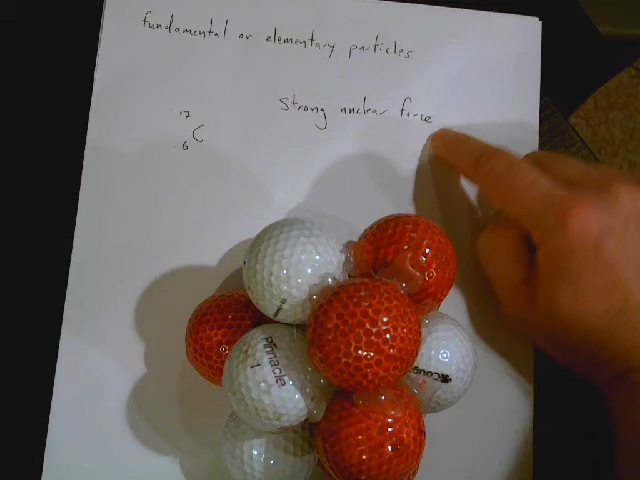 fundamental or elementary particles
strong nuclear force
12
C
6
Pinnacle
1